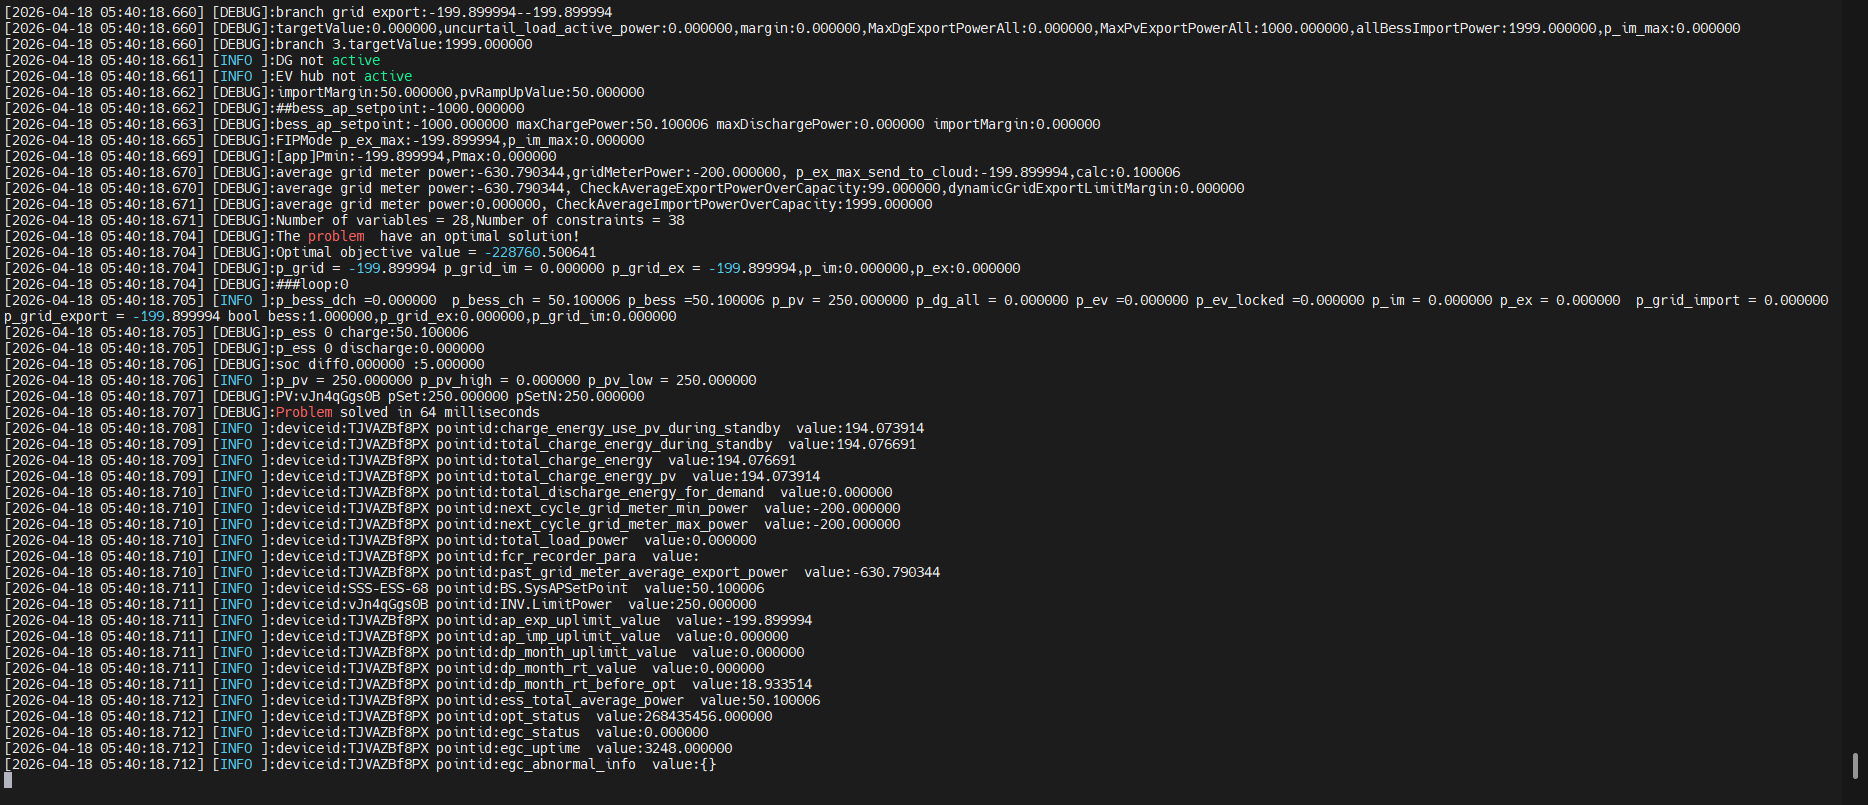 [2026-04-18 05:40:18.660] [DEBUG]:branch grid export:-199.899994--199.899994
[2026-04-18 05:40:18.660] [DEBUG]:targetValue:0.000000,uncurtail_load_active_power:0.000000,margin:0.000000,MaxDgExportPowerAll:0.000000,MaxPvExportPowerAll:1000.000000,allBessImportPower:1999.000000,p_im_max:0.000000
[2026-04-18 05:40:18.660] [DEBUG]:branch 3.targetValue:1999.000000
[2026-04-18 05:40:18.661] [INFO ]:DG not active
[2026-04-18 05:40:18.661] [INFO ]:EV hub not active
[2026-04-18 05:40:18.662] [DEBUG]:importMargin:50.000000,pvRampUpValue:50.000000
[2026-04-18 05:40:18.662] [DEBUG]:##bess_ap_setpoint:-1000.000000
[2026-04-18 05:40:18.663] [DEBUG]:bess_ap_setpoint:-1000.000000 maxChargePower:50.100006 maxDischargePower:0.000000 importMargin:0.000000
[2026-04-18 05:40:18.665] [DEBUG]:FIPMode p_ex_max:-199.899994,p_im_max:0.000000
[2026-04-18 05:40:18.669] [DEBUG]:[app]Pmin:-199.899994,Pmax:0.000000
[2026-04-18 05:40:18.670] [DEBUG]:average grid meter power:-630.790344,gridMeterPower:-200.000000, p_ex_max_send_to_cloud:-199.899994,calc:0.100006
[2026-04-18 05:40:18.670] [DEBUG]:average grid meter power:-630.790344, CheckAverageExportPowerOverCapacity:99.000000,dynamicGridExportLimitMargin:0.000000
[2026-04-18 05:40:18.671] [DEBUG]:average grid meter power:0.000000, CheckAverageImportPowerOverCapacity:1999.000000
[2026-04-18 05:40:18.671] [DEBUG]:Number of variables = 28,Number of constraints = 38
[2026-04-18 05:40:18.704] [DEBUG]:The problem  have an optimal solution!
[2026-04-18 05:40:18.704] [DEBUG]:Optimal objective value = -228760.500641
[2026-04-18 05:40:18.704] [DEBUG]:p_grid = -199.899994 p_grid_im = 0.000000 p_grid_ex = -199.899994,p_im:0.000000,p_ex:0.000000
[2026-04-18 05:40:18.704] [DEBUG]:###loop:0
[2026-04-18 05:40:18.705] [INFO ]:p_bess_dch =0.000000  p_bess_ch = 50.100006 p_bess =50.100006 p_pv = 250.000000 p_dg_all = 0.000000 p_ev =0.000000 p_ev_locked =0.000000 p_im = 0.000000 p_ex = 0.000000  p_grid_import = 0.000000
p_grid_export = -199.899994 bool bess:1.000000,p_grid_ex:0.000000,p_grid_im:0.000000
[2026-04-18 05:40:18.705] [DEBUG]:p_ess 0 charge:50.100006
[2026-04-18 05:40:18.705] [DEBUG]:p_ess 0 discharge:0.000000
[2026-04-18 05:40:18.706] [DEBUG]:soc diff0.000000 :5.000000
[2026-04-18 05:40:18.706] [INFO ]:p_pv = 250.000000 p_pv_high = 0.000000 p_pv_low = 250.000000
[2026-04-18 05:40:18.707] [DEBUG]:PV:vJn4qGgs0B pSet:250.000000 pSetN:250.000000
[2026-04-18 05:40:18.707] [DEBUG]:Problem solved in 64 milliseconds
[2026-04-18 05:40:18.708] [INFO ]:deviceid:TJVAZBf8PX pointid:charge_energy_use_pv_during_standby  value:194.073914
[2026-04-18 05:40:18.709] [INFO ]:deviceid:TJVAZBf8PX pointid:total_charge_energy_during_standby  value:194.076691
[2026-04-18 05:40:18.709] [INFO ]:deviceid:TJVAZBf8PX pointid:total_charge_energy  value:194.076691
[2026-04-18 05:40:18.709] [INFO ]:deviceid:TJVAZBf8PX pointid:total_charge_energy_pv  value:194.073914
[2026-04-18 05:40:18.710] [INFO ]:deviceid:TJVAZBf8PX pointid:total_discharge_energy_for_demand  value:0.000000
[2026-04-18 05:40:18.710] [INFO ]:deviceid:TJVAZBf8PX pointid:next_cycle_grid_meter_min_power  value:-200.000000
[2026-04-18 05:40:18.710] [INFO ]:deviceid:TJVAZBf8PX pointid:next_cycle_grid_meter_max_power  value:-200.000000
[2026-04-18 05:40:18.710] [INFO ]:deviceid:TJVAZBf8PX pointid:total_load_power  value:0.000000
[2026-04-18 05:40:18.710] [INFO ]:deviceid:TJVAZBf8PX pointid:fcr_recorder_para  value:
[2026-04-18 05:40:18.710] [INFO ]:deviceid:TJVAZBf8PX pointid:past_grid_meter_average_export_power  value:-630.790344
[2026-04-18 05:40:18.711] [INFO ]:deviceid:SSS-ESS-68 pointid:BS.SysAPSetPoint  value:50.100006
[2026-04-18 05:40:18.711] [INFO ]:deviceid:vJn4qGgs0B pointid:INV.LimitPower  value:250.000000
[2026-04-18 05:40:18.711] [INFO ]:deviceid:TJVAZBf8PX pointid:ap_exp_uplimit_value  value:-199.899994
[2026-04-18 05:40:18.711] [INFO ]:deviceid:TJVAZBf8PX pointid:ap_imp_uplimit_value  value:0.000000
[2026-04-18 05:40:18.711] [INFO ]:deviceid:TJVAZBf8PX pointid:dp_month_uplimit_value  value:0.000000
[2026-04-18 05:40:18.711] [INFO ]:deviceid:TJVAZBf8PX pointid:dp_month_rt_value  value:0.000000
[2026-04-18 05:40:18.711] [INFO ]:deviceid:TJVAZBf8PX pointid:dp_month_rt_before_opt  value:18.933514
[2026-04-18 05:40:18.712] [INFO ]:deviceid:TJVAZBf8PX pointid:ess_total_average_power  value:50.100006
[2026-04-18 05:40:18.712] [INFO ]:deviceid:TJVAZBf8PX pointid:opt_status  value:268435456.000000
[2026-04-18 05:40:18.712] [INFO ]:deviceid:TJVAZBf8PX pointid:egc_status  value:0.000000
[2026-04-18 05:40:18.712] [INFO ]:deviceid:TJVAZBf8PX pointid:egc_uptime  value:3248.000000
[2026-04-18 05:40:18.712] [INFO ]:deviceid:TJVAZBf8PX pointid:egc_abnormal_info  value:{}